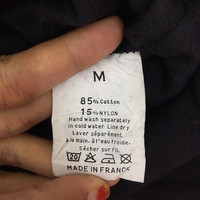 M
85% Cotton
15% NYLON
Hand wash separately
in cold water. Line dry
Laver séparément
à la main à l'eau froide.
Sécher sur fil.
20
MADE IN FRANCE